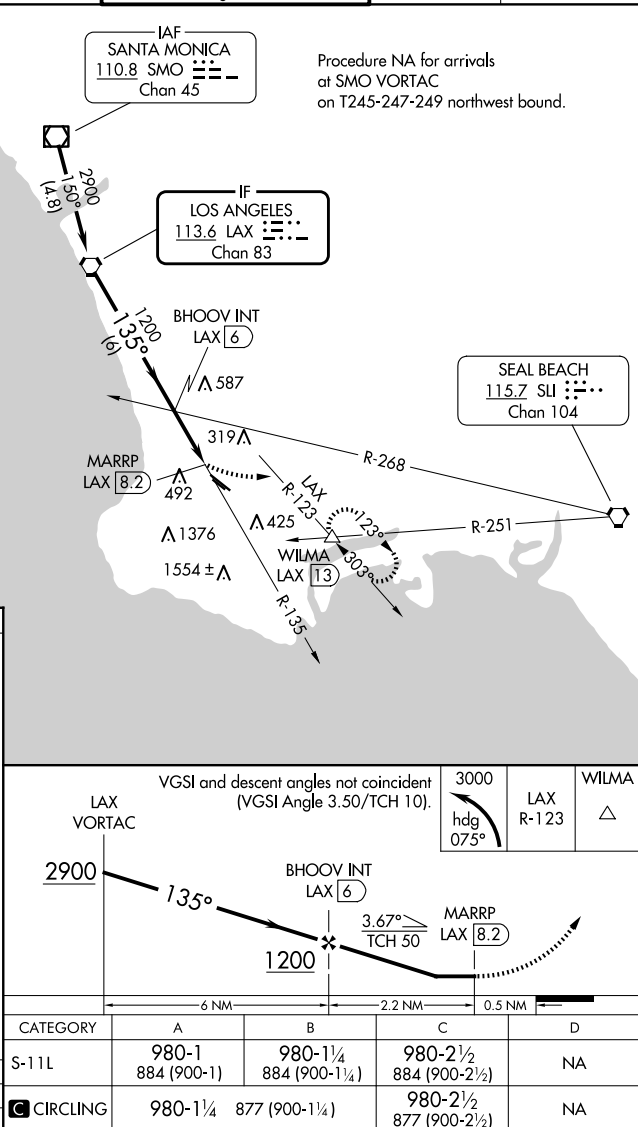 IAF
SANTA MONICA
110.8 SMO
Chan 45
Procedure NA for arrivals
at SMO VORTAC
on T245-247-249 northwest bound.
2900
150°
(4.8)
IF
LOS ANGELES
113.6 LAX
Chan 83
1200
135°
(6)
BHOOV INT
LAX 6
587
SEAL BEACH
115.7 SLI
Chan 104
319
R-268
MARRP
LAX 8.2
492
LAX
R-123
425
123°
R-251
1376
WILMA
LAX 13
303°
1554 ±
R-135
VGSI and descent angles not coincident
(VGSI Angle 3.50/TCH 10).
3000
hdg
075°
LAX
R-123
WILMA
LAX
VORTAC
2900
135°
BHOOV INT
LAX 6
1200
3.67°
TCH 50
MARRP
LAX 8.2
6 NM
2.2 NM
0.5 NM
CATEGORY A B C D
S-11L 980-1 980-1¼ 980-2½ NA
884 (900-1) 884 (900-1¼) 884 (900-2½)
C CIRCLING 980-1¼ 877 (900-1¼) 980-2½ NA
877 (900-2½)